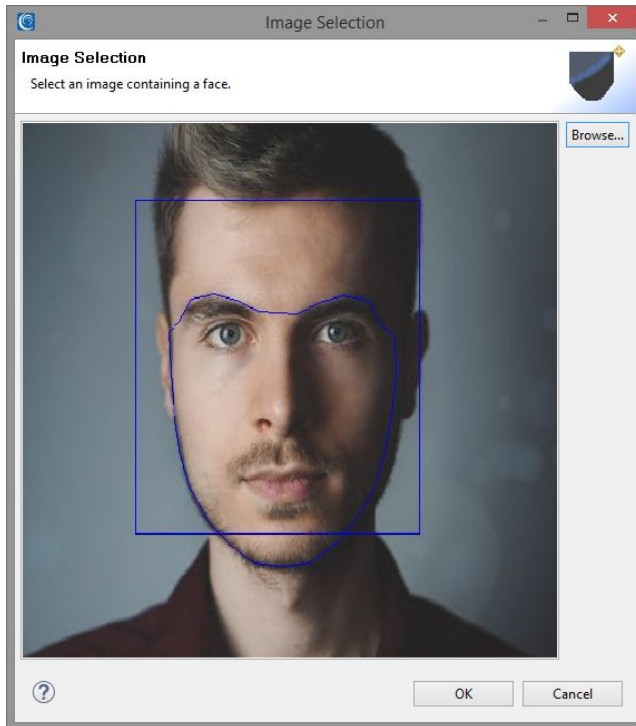 Image Selection
Image Selection
Select an image containing a face.
Browse...
?
OK
Cancel